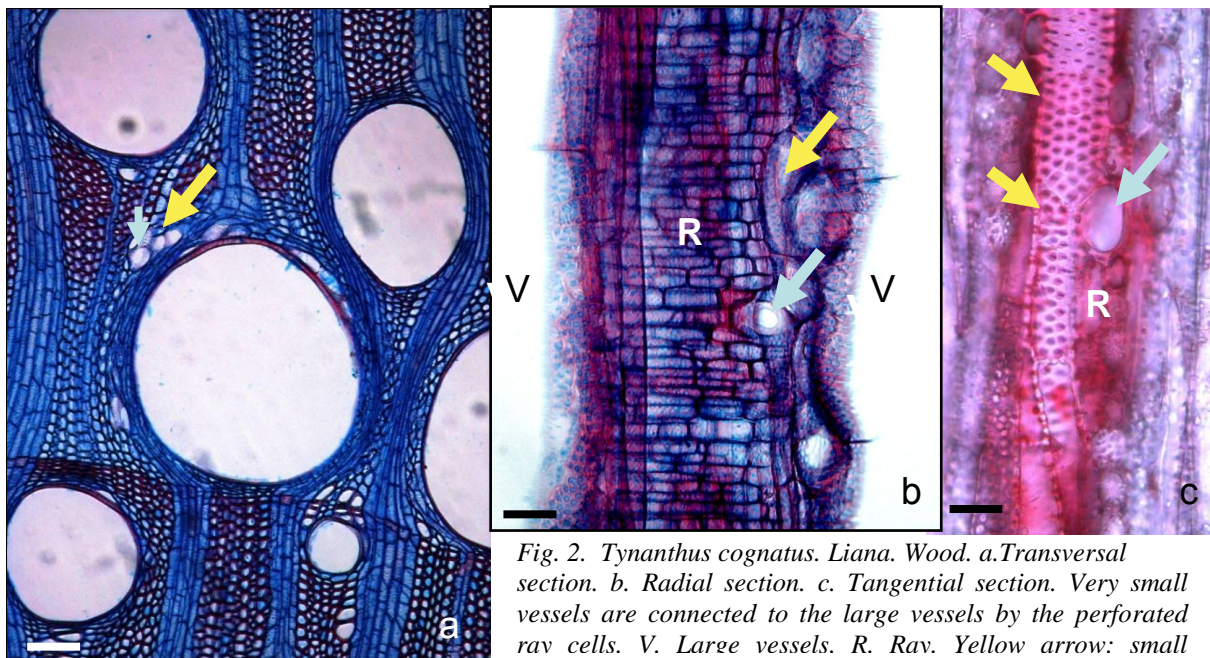 V
R
V
R
a
b
c
Fig. 2. Tynanthus cognatus. Liana. Wood. a.Transversal
section. b. Radial section. c. Tangential section. Very small
vessels are connected to the large vessels by the perforated
ray cells. V. Large vessels. R. Ray. Yellow arrow: small